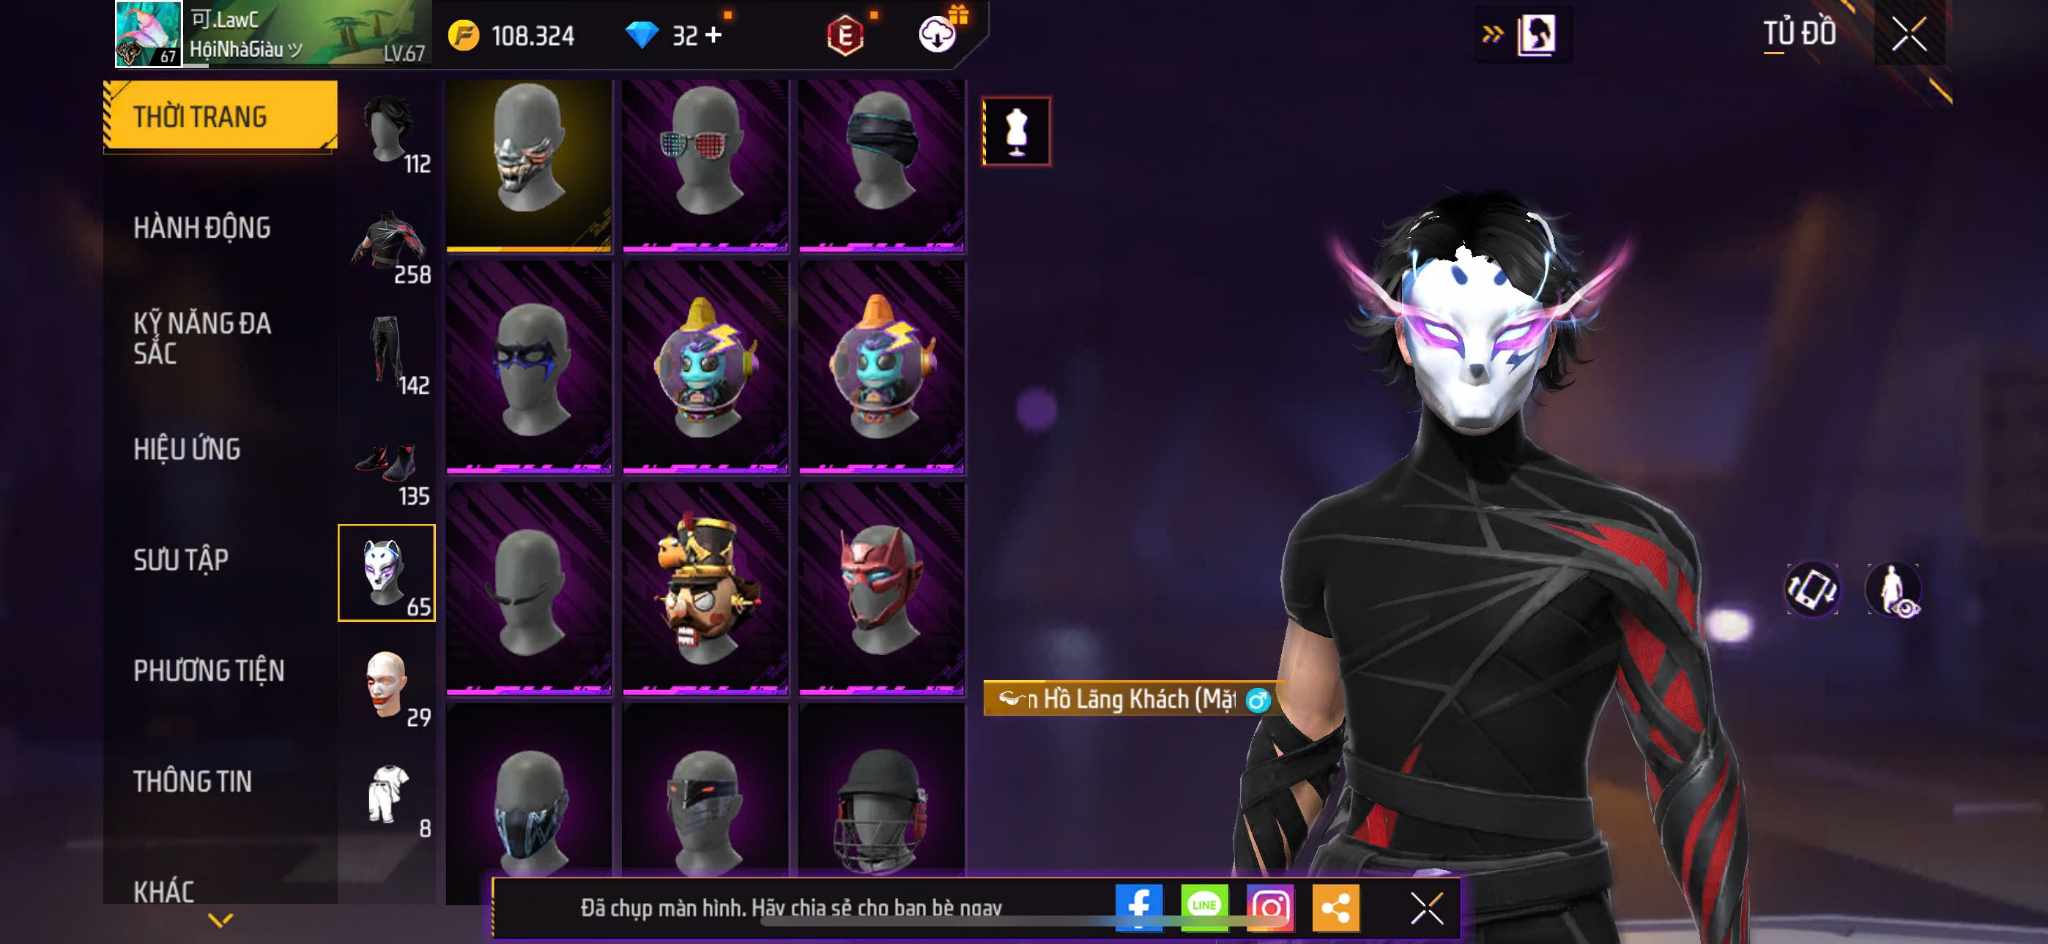 可.LawC
HộiNhàGiàu ツ
67
LV.67
108.324
32 +
E
TỦ ĐỒ
THỜI TRANG
HÀNH ĐỘNG
KỸ NĂNG ĐA
SẮC
HIỆU ỨNG
SƯU TẬP
PHƯƠNG TIỆN
THÔNG TIN
KHÁC
112
258
142
135
65
29
8
n Hồ Lãng Khách (Mặt
Đã chụp màn hình. Hãy chia sẻ cho bạn bè ngay
LINE